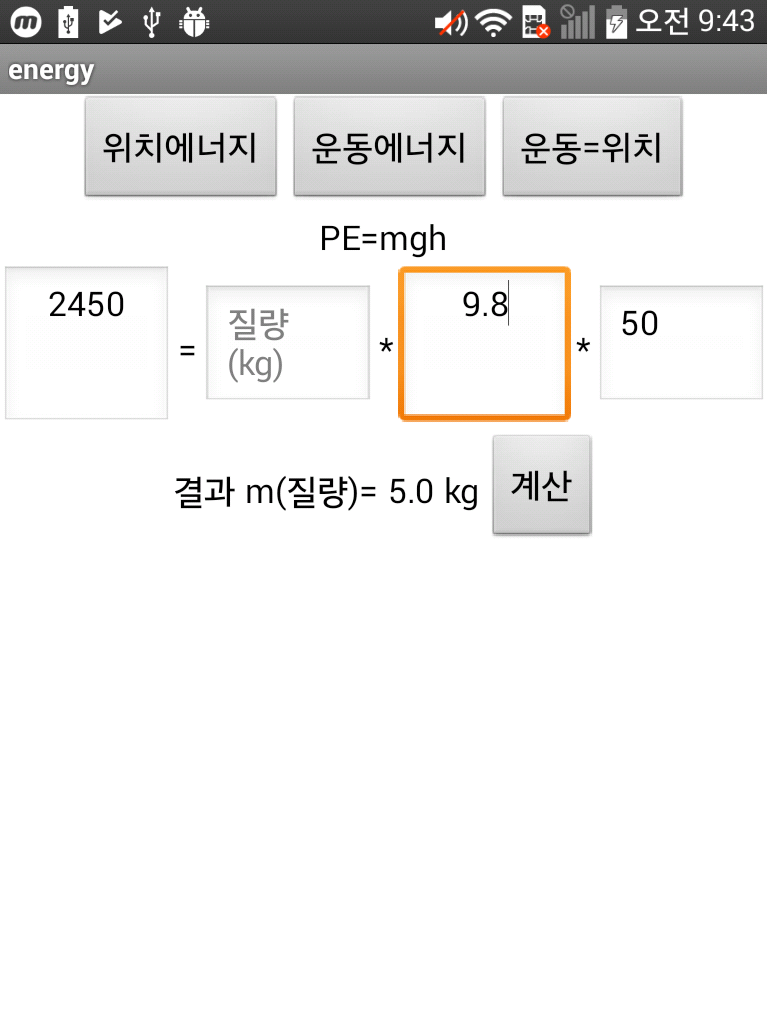 오전 9:43
energy
위치에너지 운동에너지 운동=위치
PE=mgh
2450 = 질량 (kg) * 9.8 * 50
결과 m(질량)= 5.0 kg 계산